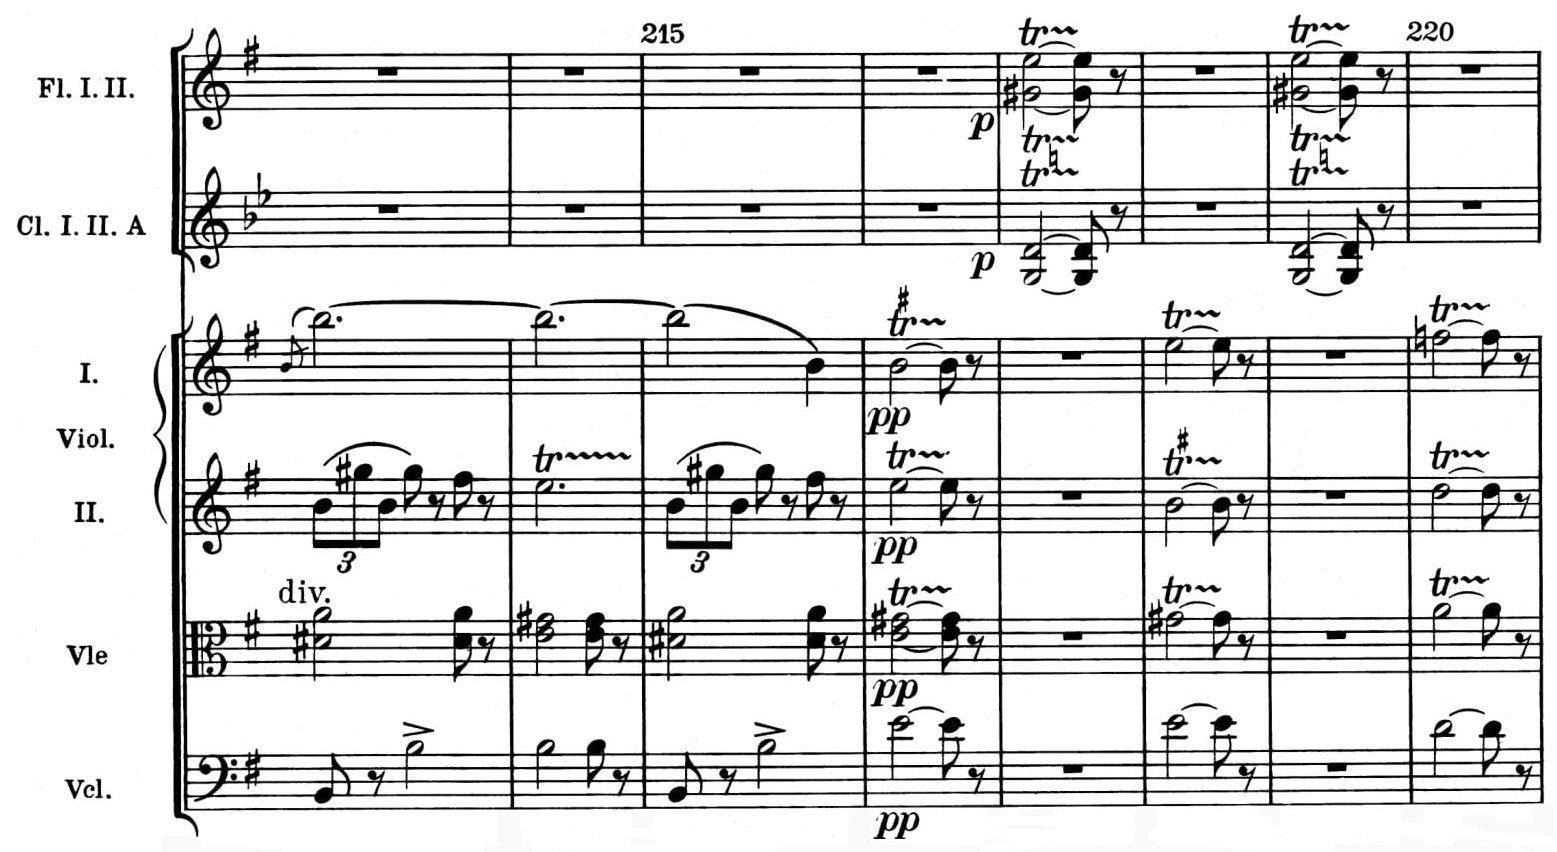 215 220
tr tr
Fl. I. II.
p
tr tr
tr tr
Cl. I. II. A
p
tr tr tr
I.
pp
Viol.
tr tr tr tr
II.
3 3
pp
div.
tr tr tr
Vle
pp
Vcl.
pp